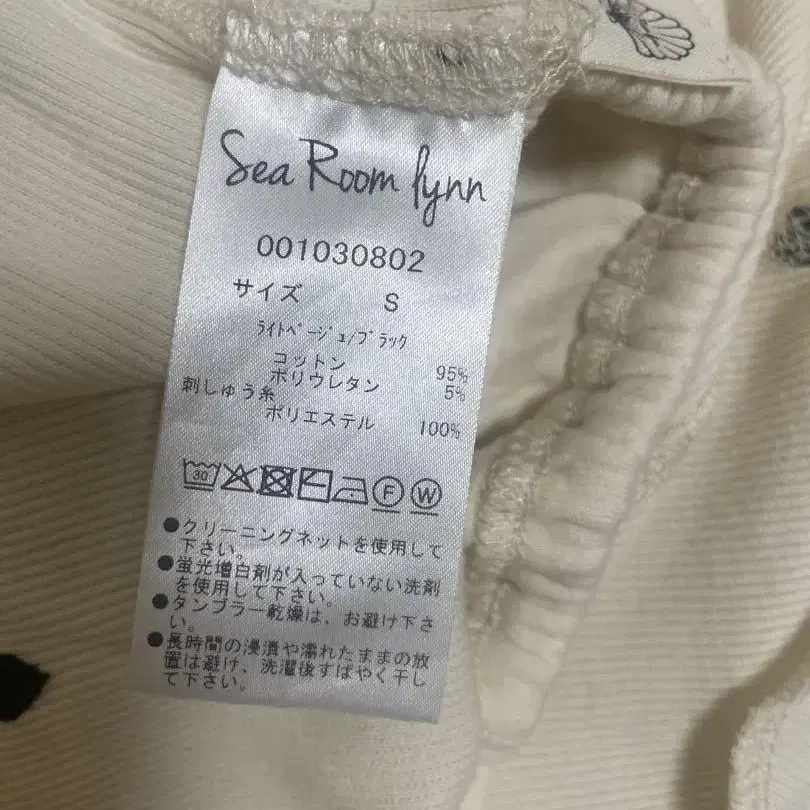 Sea Room lynn
001030802
サイズ S
ﾗｲﾄﾍﾞｰｼﾞｭ/ﾌﾞﾗｯｸ
コットン 95%
ポリウレタン 5%
刺しゅう糸
ポリエステル 100%
30 F W
●クリーニングネットを使用して
下さい。
●蛍光増白剤が入っていない洗剤
を使用して下さい。
●タンブラー乾燥は、お避け下さ
い。
●長時間の浸漬や濡れたままの放
置は避け、洗濯後すばやく干し
て下さい。